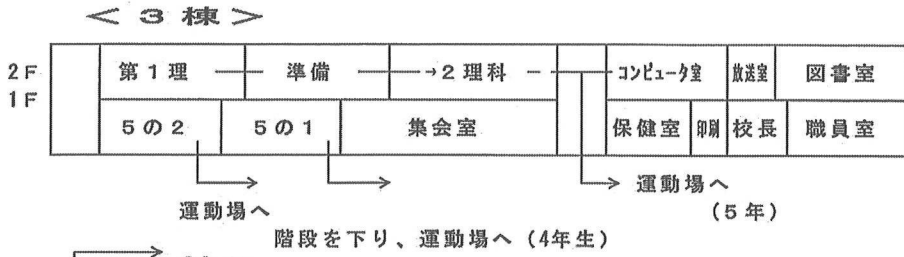 ＜３棟＞
2F 第1理 準備 →2理科 コンピュータ室 放送室 図書室
1F 5の2 5の1 集会室 保健室 印刷 校長 職員室
運動場へ 運動場へ
(5年)
階段を下り、運動場へ (4年生)